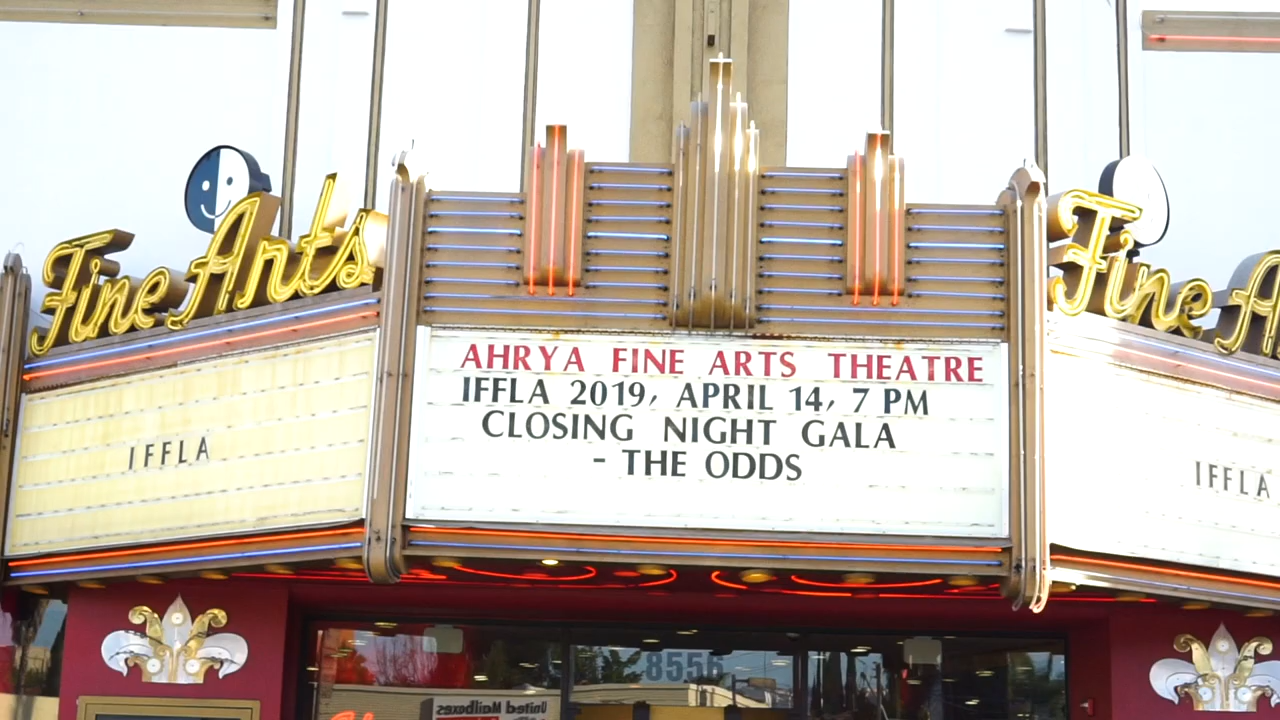 Fine Arts
Fine A
AHRYA FINE ARTS THEATRE
IFFLA 2019, APRIL 14, 7 PM
CLOSING NIGHT GALA
- THE ODDS
IFFLA
IFFLA
8556
United Mailboxes